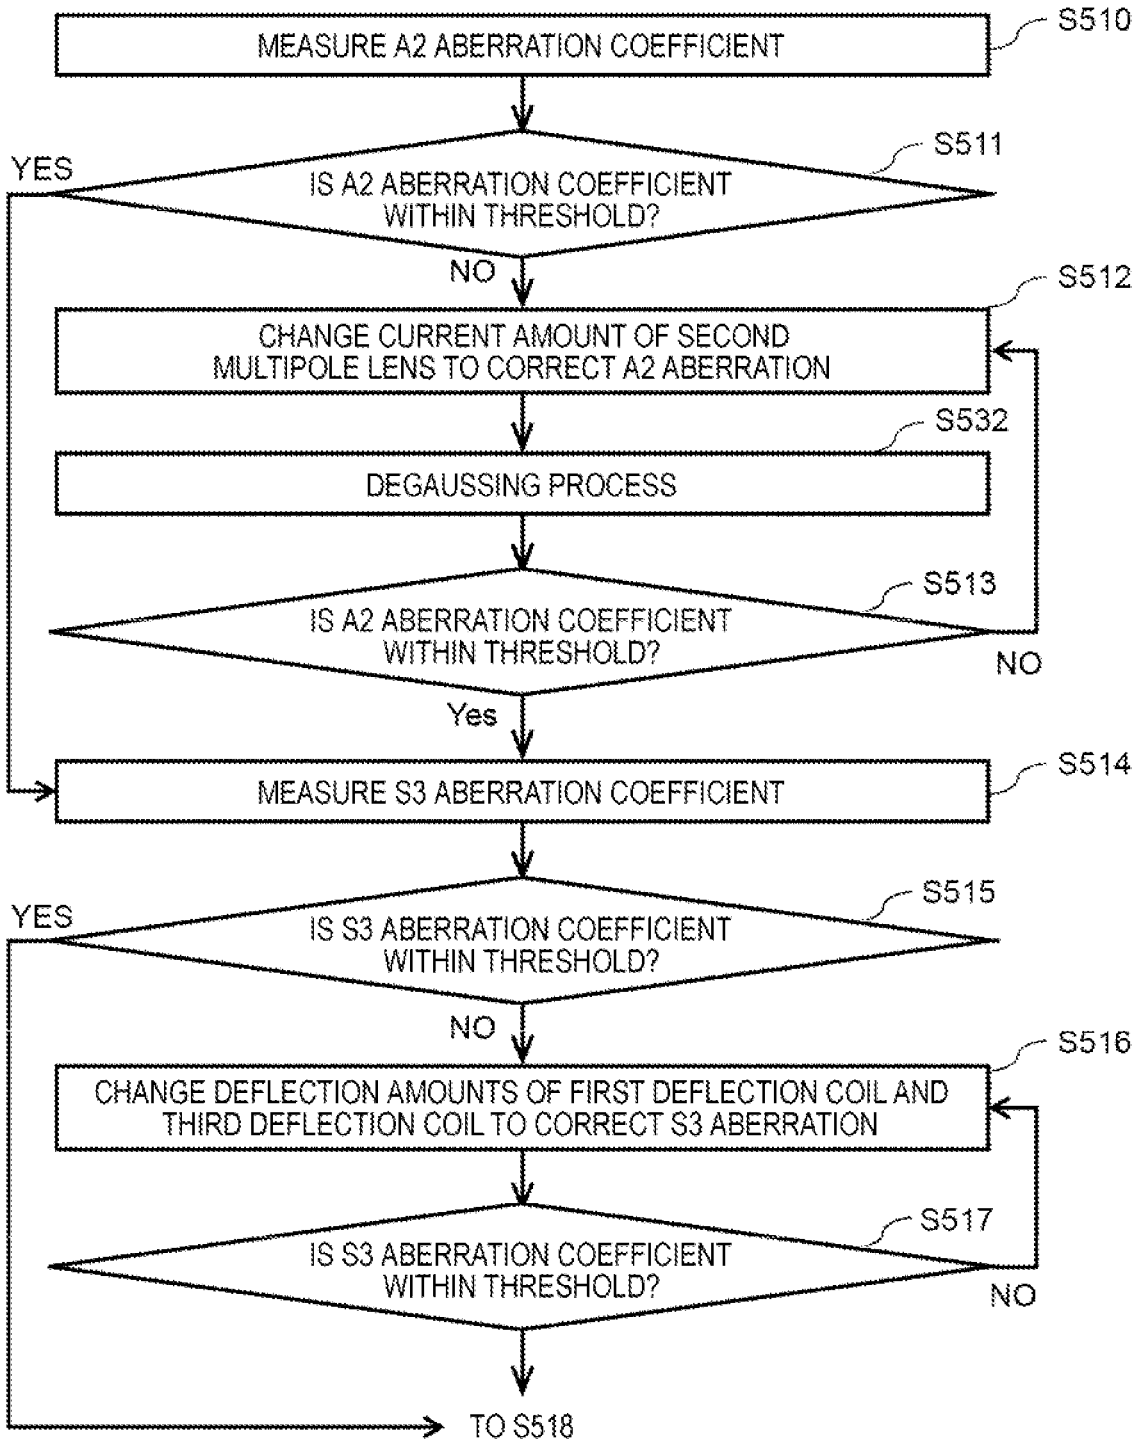 S510
MEASURE A2 ABERRATION COEFFICIENT
S511
YES
IS A2 ABERRATION COEFFICIENT
WITHIN THRESHOLD?
NO
S512
CHANGE CURRENT AMOUNT OF SECOND
MULTIPOLE LENS TO CORRECT A2 ABERRATION
S532
DEGAUSSING PROCESS
S513
IS A2 ABERRATION COEFFICIENT
WITHIN THRESHOLD?
NO
Yes
S514
MEASURE S3 ABERRATION COEFFICIENT
S515
YES
IS S3 ABERRATION COEFFICIENT
WITHIN THRESHOLD?
NO
S516
CHANGE DEFLECTION AMOUNTS OF FIRST DEFLECTION COIL AND
THIRD DEFLECTION COIL TO CORRECT S3 ABERRATION
S517
IS S3 ABERRATION COEFFICIENT
WITHIN THRESHOLD?
NO
TO S518